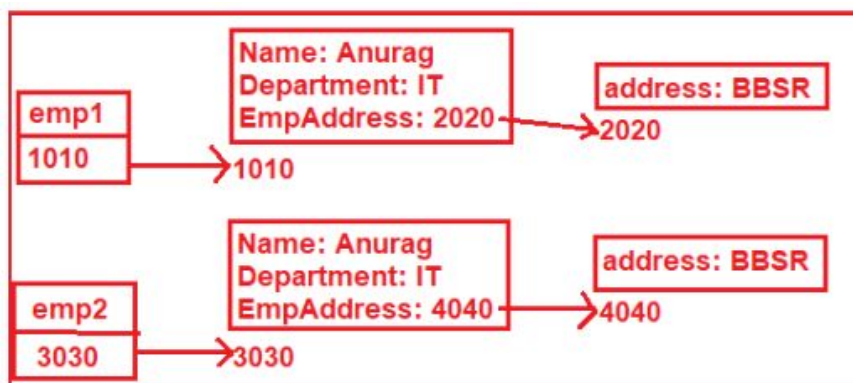 Name: Anurag
Department: IT
EmpAddress: 2020
address: BBSR
2020
emp1
1010
1010
Name: Anurag
Department: IT
EmpAddress: 4040
address: BBSR
4040
emp2
3030
3030